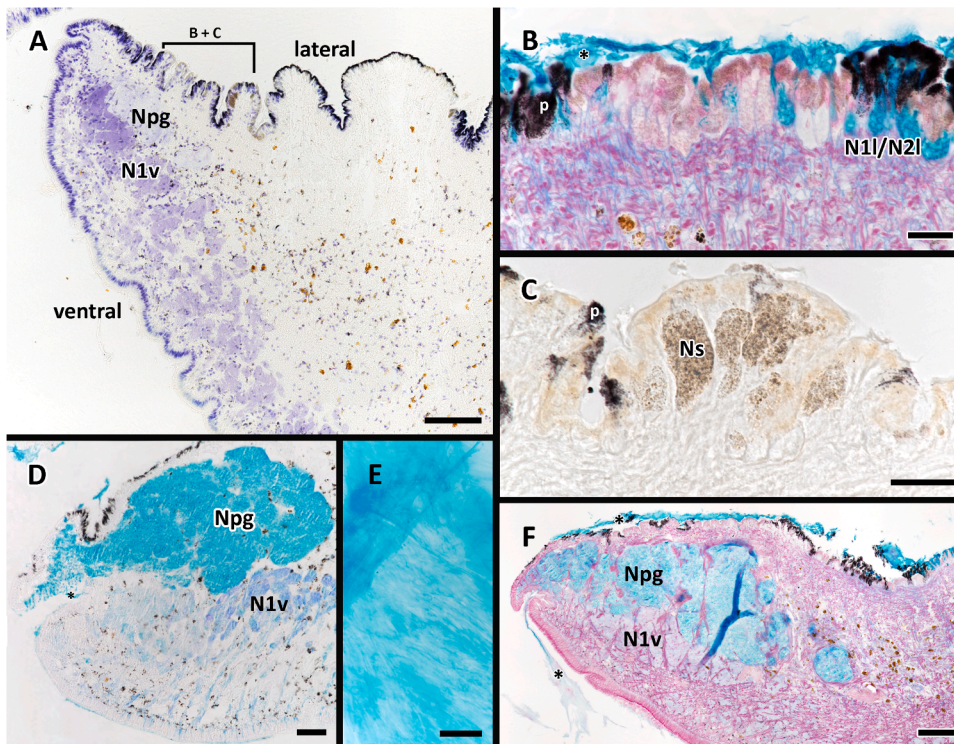 A
B + C
lateral
Npg
N1v
ventral
B
*
p
N1l/N2l
C
p
Ns
D
Npg
N1v
*
E
F
*
Npg
N1v
*